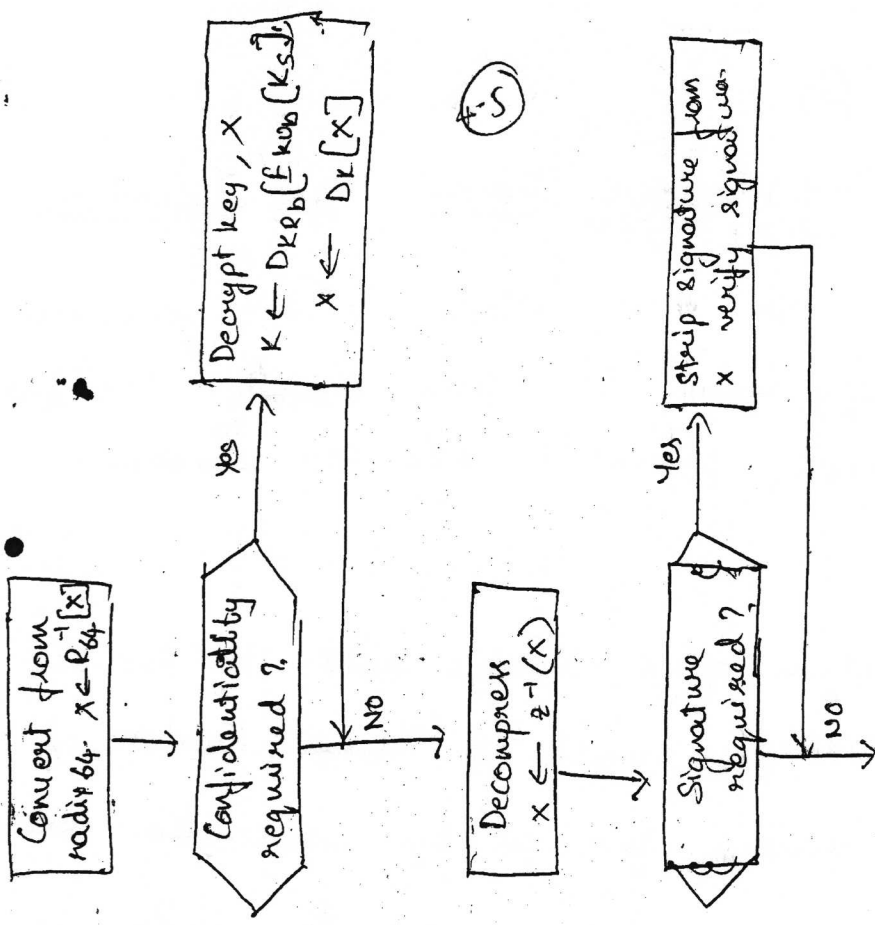 Convert from
radix 64. X ← R64⁻¹[X]
Confidentiality
required ?
Yes
Decrypt key, X
K ← DKRb[EKUb[Ks]]
X ← DK[X]
NO
Decompress
X ← Z⁻¹(X)
Signature
required ?
Yes
Strip signature from
X verify signature
NO